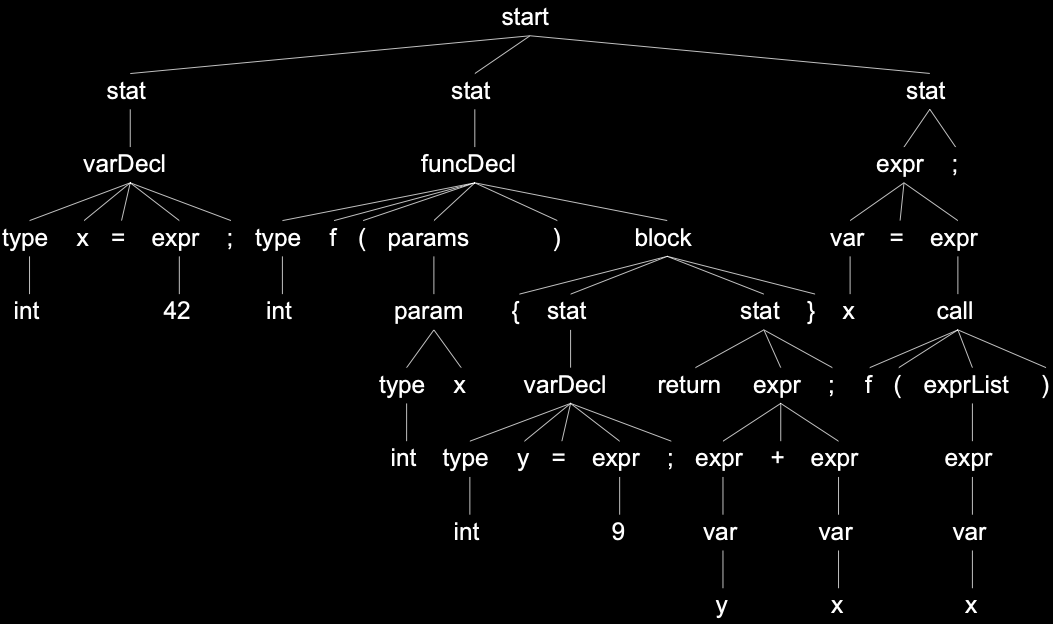 start
stat stat stat
varDecl funcDecl expr ;
type x = expr ; type f ( params ) block var = expr
int 42 int param { stat stat } x call
type x varDecl return expr ; f ( exprList )
int type y = expr ; expr + expr expr
int 9 var var var
y x x